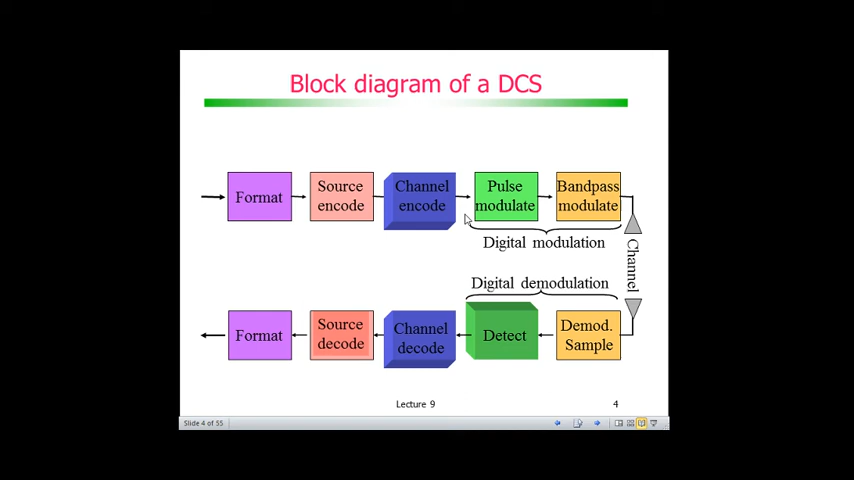 Block diagram of a DCS
Format
Source
encode
Channel
encode
Pulse
modulate
Bandpass
modulate
Digital modulation
Channel
Digital demodulation
Format
Source
decode
Channel
decode
Detect
Demod.
Sample
Lecture 9
4
Slide 4 of 55